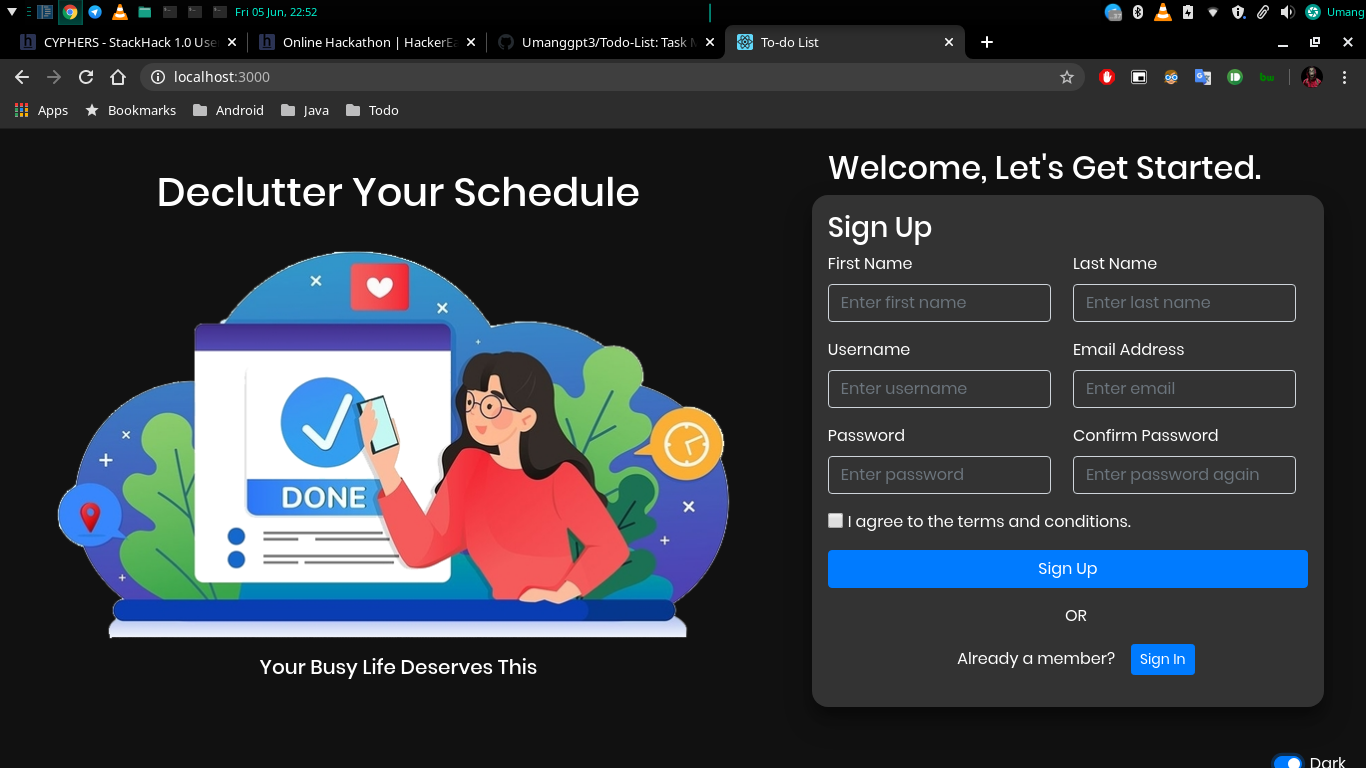 Fri 05 Jun, 22:52
Umang
CYPHERS - StackHack 1.0 Use
Online Hackathon | HackerEa
Umanggpt3/Todo-List: Task M
To-do List
localhost:3000
bw
Apps
Bookmarks
Android
Java
Todo
Declutter Your Schedule
DONE
Your Busy Life Deserves This
Welcome, Let's Get Started.
Sign Up
First Name
Last Name
Enter first name
Enter last name
Username
Email Address
Enter username
Enter email
Password
Confirm Password
Enter password
Enter password again
I agree to the terms and conditions.
Sign Up
OR
Already a member?
Sign In
Dark